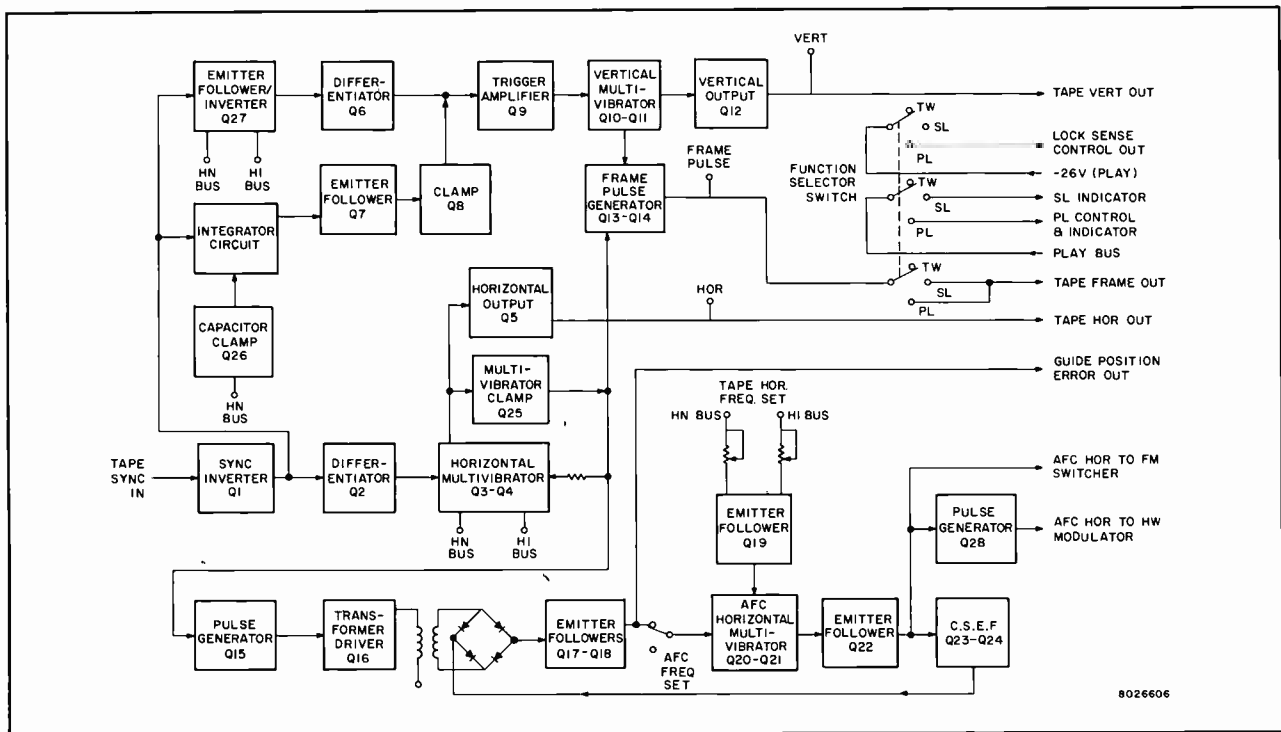 VERT
EMITTER
FOLLOWER/
INVERTER
Q27
DIFFER-
ENTIATOR
Q6
TRIGGER
AMPLIFIER
Q9
VERTICAL
MULTI-
VIBRATOR
Q10-Q11
VERTICAL
OUTPUT
Q12
TAPE VERT OUT
TW
SL
PL
LOCK SENSE
CONTROL OUT
HN
BUS
HI
BUS
FRAME
PULSE
FUNCTION
SELECTOR
SWITCH
-26V (PLAY)
EMITTER
FOLLOWER
Q7
CLAMP
Q8
FRAME
PULSE
GENERATOR
Q13-Q14
TW
SL
PL
SL INDICATOR
PL CONTROL
& INDICATOR
PLAY BUS
INTEGRATOR
CIRCUIT
TW
SL
PL
TAPE FRAME OUT
HORIZONTAL
OUTPUT
Q5
HOR
TAPE HOR OUT
CAPACITOR
CLAMP
Q26
HN
BUS
MULTI-
VIBRATOR
CLAMP
Q25
GUIDE POSITION
ERROR OUT
TAPE HOR.
FREQ. SET
HN BUS
HI BUS
TAPE
SYNC
IN
SYNC
INVERTER
Q1
DIFFER-
ENTIATOR
Q2
HORIZONTAL
MULTIVIBRATOR
Q3-Q4
HN
BUS
HI
BUS
AFC HOR TO FM
SWITCHER
EMITTER
FOLLOWER
Q19
PULSE
GENERATOR
Q28
AFC HOR TO HW
MODULATOR
PULSE
GENERATOR
Q15
TRANS-
FORMER
DRIVER
Q16
EMITTER
FOLLOWERS
Q17-Q18
AFC
FREQ
SET
AFC
HORIZONTAL
MULTI-
VIBRATOR
Q20-Q21
EMITTER
FOLLOWER
Q22
C.S.E.F
Q23-Q24
8026606